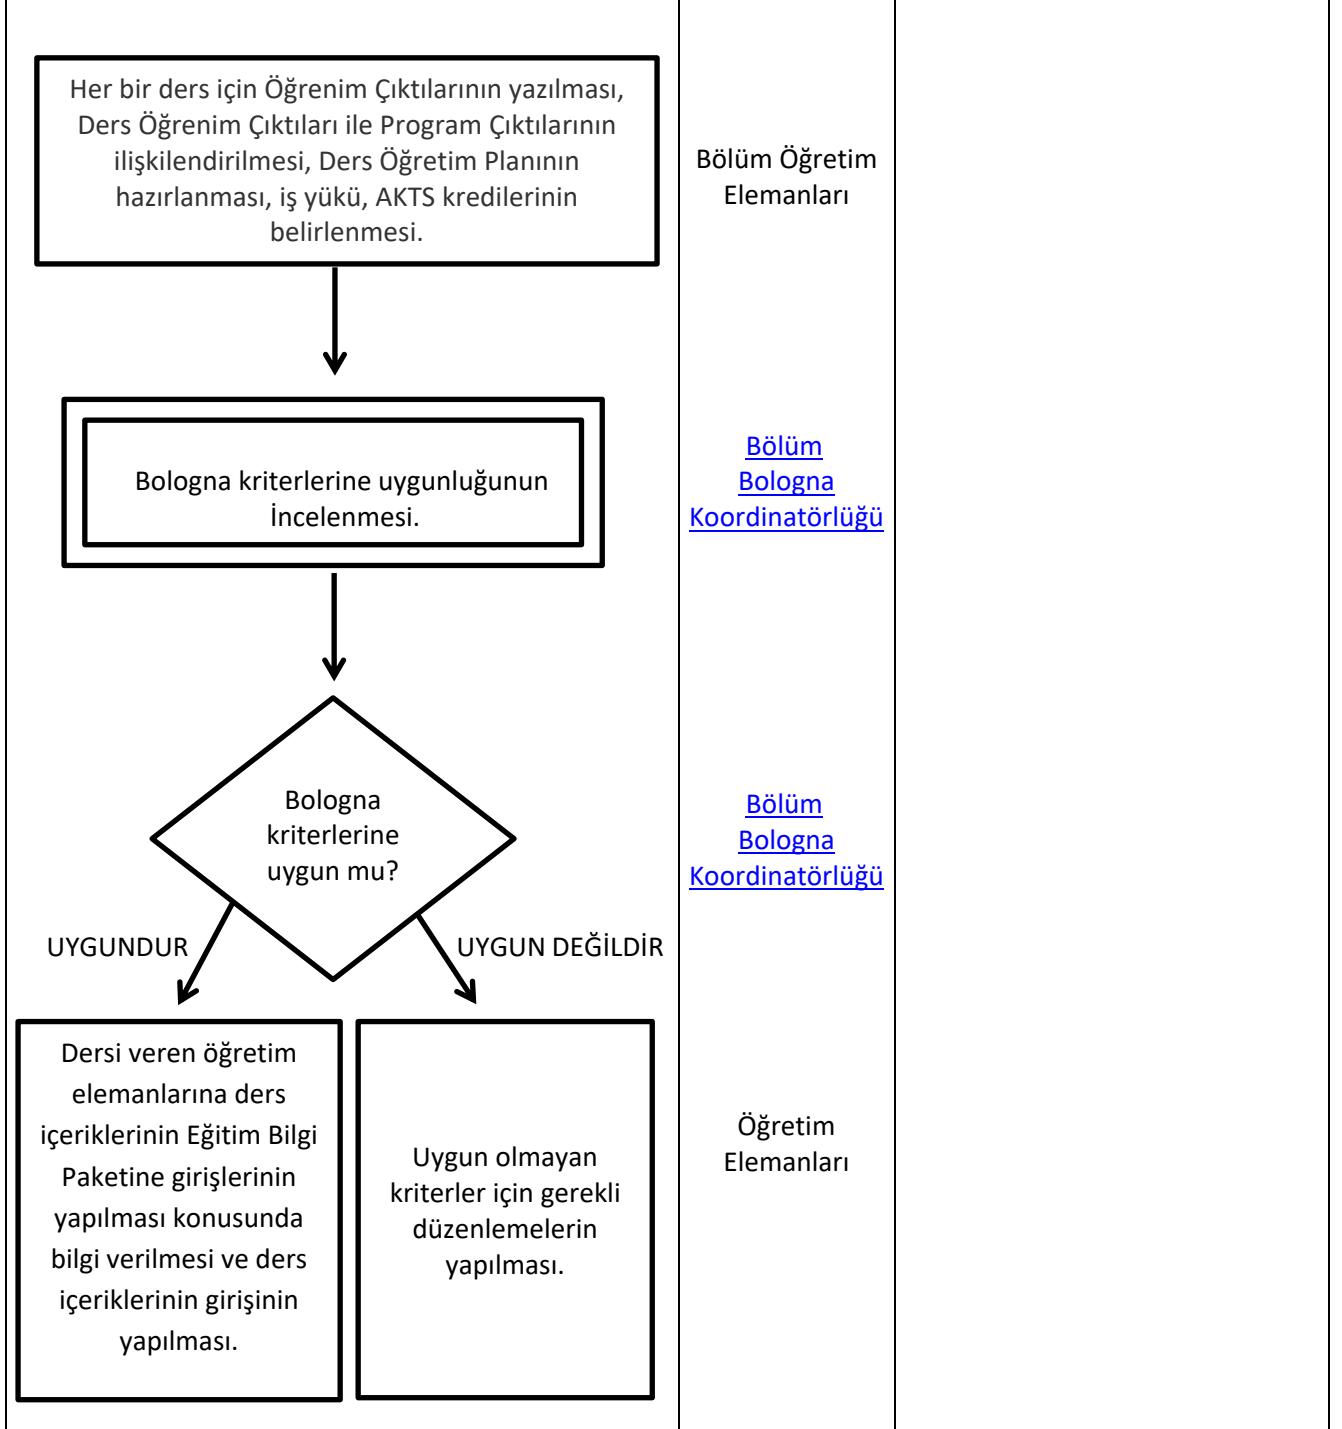 Her bir ders için Öğrenim Çıktılarının yazılması,
Ders Öğrenim Çıktıları ile Program Çıktılarının
ilişkilendirilmesi, Ders Öğretim Planının
hazırlanması, iş yükü, AKTS kredilerinin
belirlenmesi.
Bölüm Öğretim
Elemanları
Bologna kriterlerine uygunluğunun
İncelenmesi.
Bölüm
Bologna
Koordinatörlüğü
Bologna
kriterlerine
uygun mu?
Bölüm
Bologna
Koordinatörlüğü
UYGUNDUR
UYGUN DEĞİLDİR
Dersi veren öğretim
elemanlarına ders
içeriklerinin Eğitim Bilgi
Paketine girişlerinin
yapılması konusunda
bilgi verilmesi ve ders
içeriklerinin girişinin
yapılması.
Uygun olmayan
kriterler için gerekli
düzenlemelerin
yapılması.
Öğretim
Elemanları